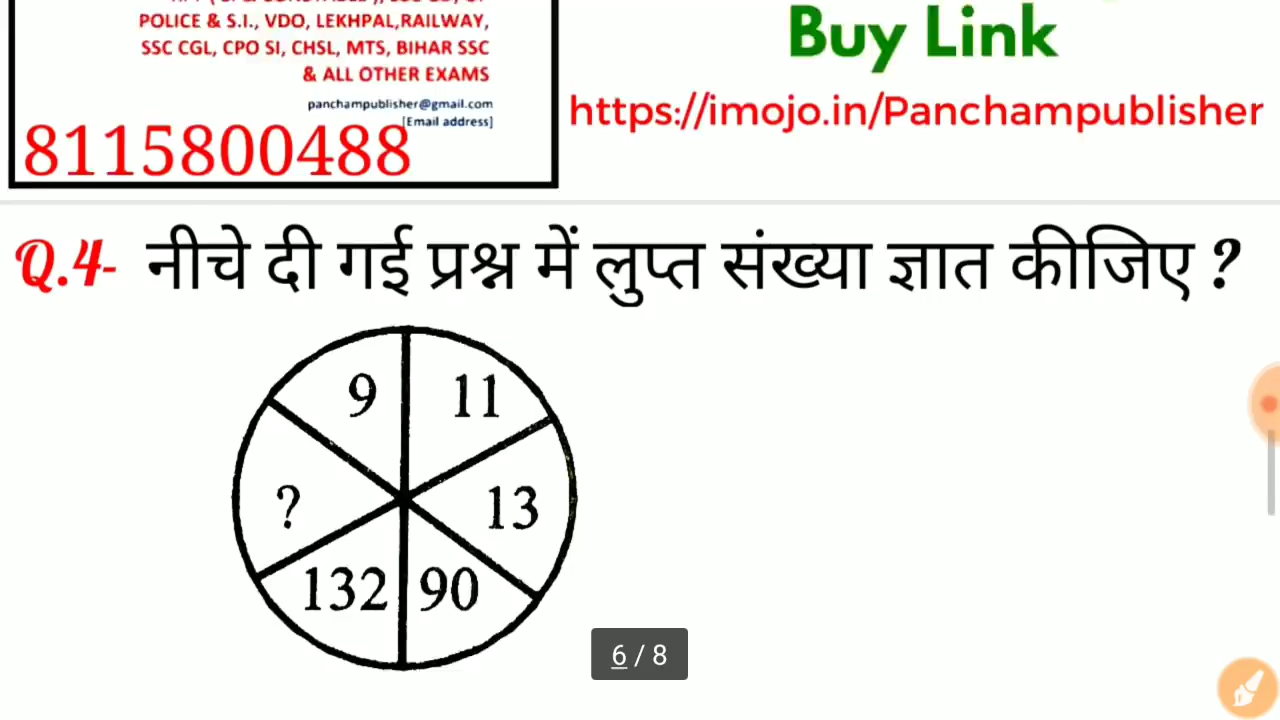 POLICE & S.I., VDO, LEKHPAL,RAILWAY,
SSC CGL, CPO SI, CHSL, MTS, BIHAR SSC
& ALL OTHER EXAMS
panchampublisher@gmail.com
[Email address]
8115800488
Buy Link
https://imojo.in/Panchampublisher
Q.4- नीचे दी गई प्रश्न में लुप्त संख्या ज्ञात कीजिए ?
9 11
? 13
132 90
6 / 8